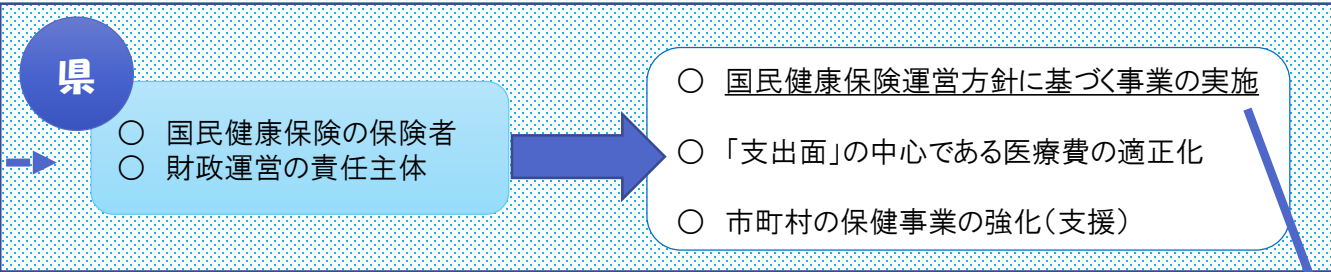 県
○ 国民健康保険の保険者
○ 財政運営の責任主体
○ 国民健康保険運営方針に基づく事業の実施
○ 「支出面」の中心である医療費の適正化
○ 市町村の保健事業の強化(支援)